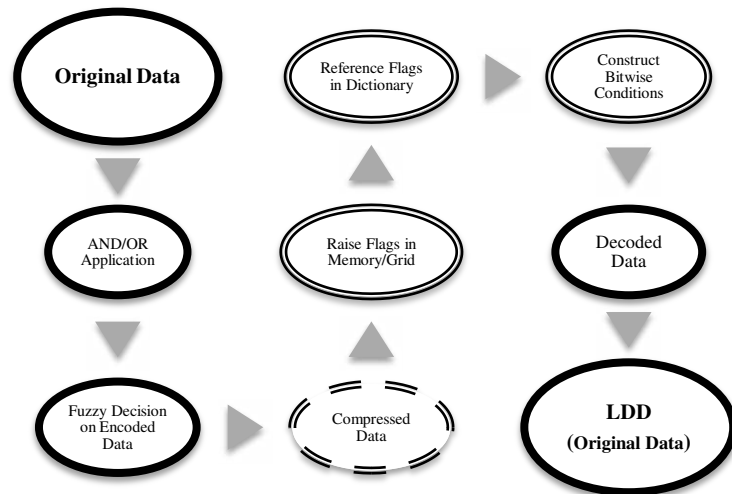 Original Data
AND/OR
Application
Fuzzy Decision
on Encoded
Data
Compressed
Data
Raise Flags in
Memory/Grid
Reference Flags
in Dictionary
Construct
Bitwise
Conditions
Decoded
Data
LDD
(Original Data)